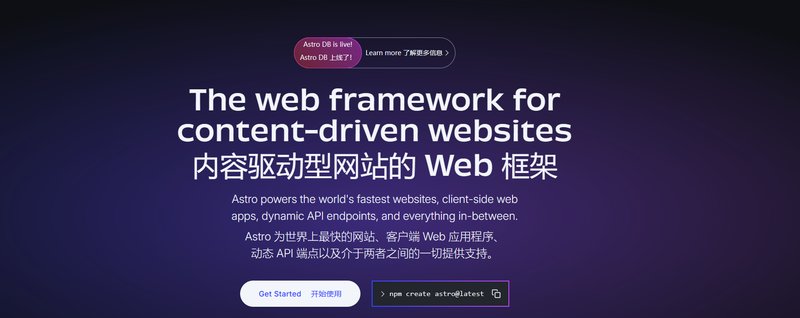 Astro DB is live!
Astro DB 上线了!
Learn more 了解更多信息
The web framework for
content-driven websites
内容驱动型网站的 Web 框架
Astro powers the world's fastest websites, client-side web
apps, dynamic API endpoints, and everything in-between.
Astro 为世界上最快的网站、客户端 Web 应用程序、
动态 API 端点以及介于两者之间的一切提供支持。
Get Started 开始使用
> npm create astro@latest